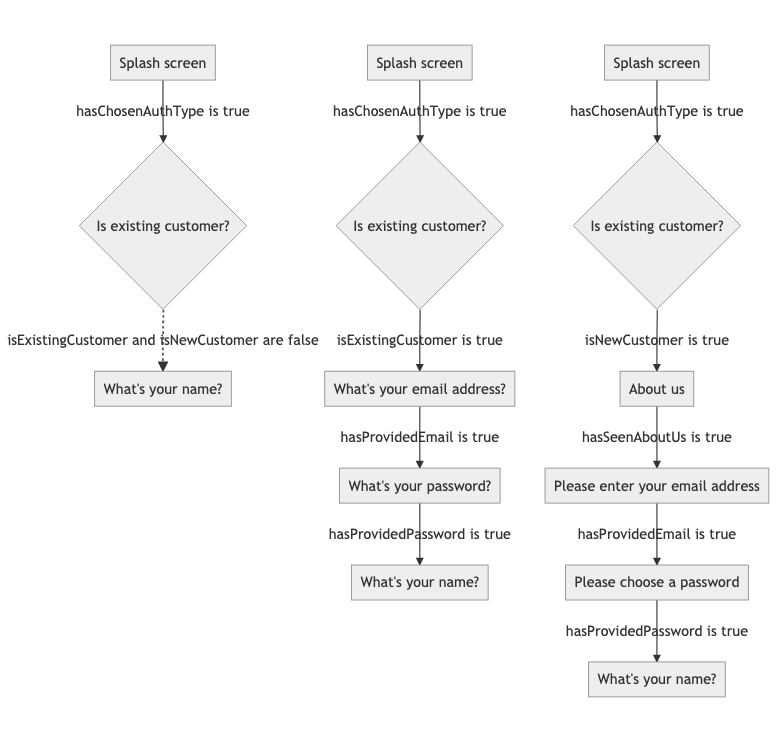 Splash screen
hasChosenAuthType is true
Is existing customer?
isExistingCustomer and isNewCustomer are false
What's your name?
Splash screen
hasChosenAuthType is true
Is existing customer?
isExistingCustomer is true
What's your email address?
hasProvidedEmail is true
What's your password?
hasProvidedPassword is true
What's your name?
Splash screen
hasChosenAuthType is true
Is existing customer?
isNewCustomer is true
About us
hasSeenAboutUs is true
Please enter your email address
hasProvidedEmail is true
Please choose a password
hasProvidedPassword is true
What's your name?